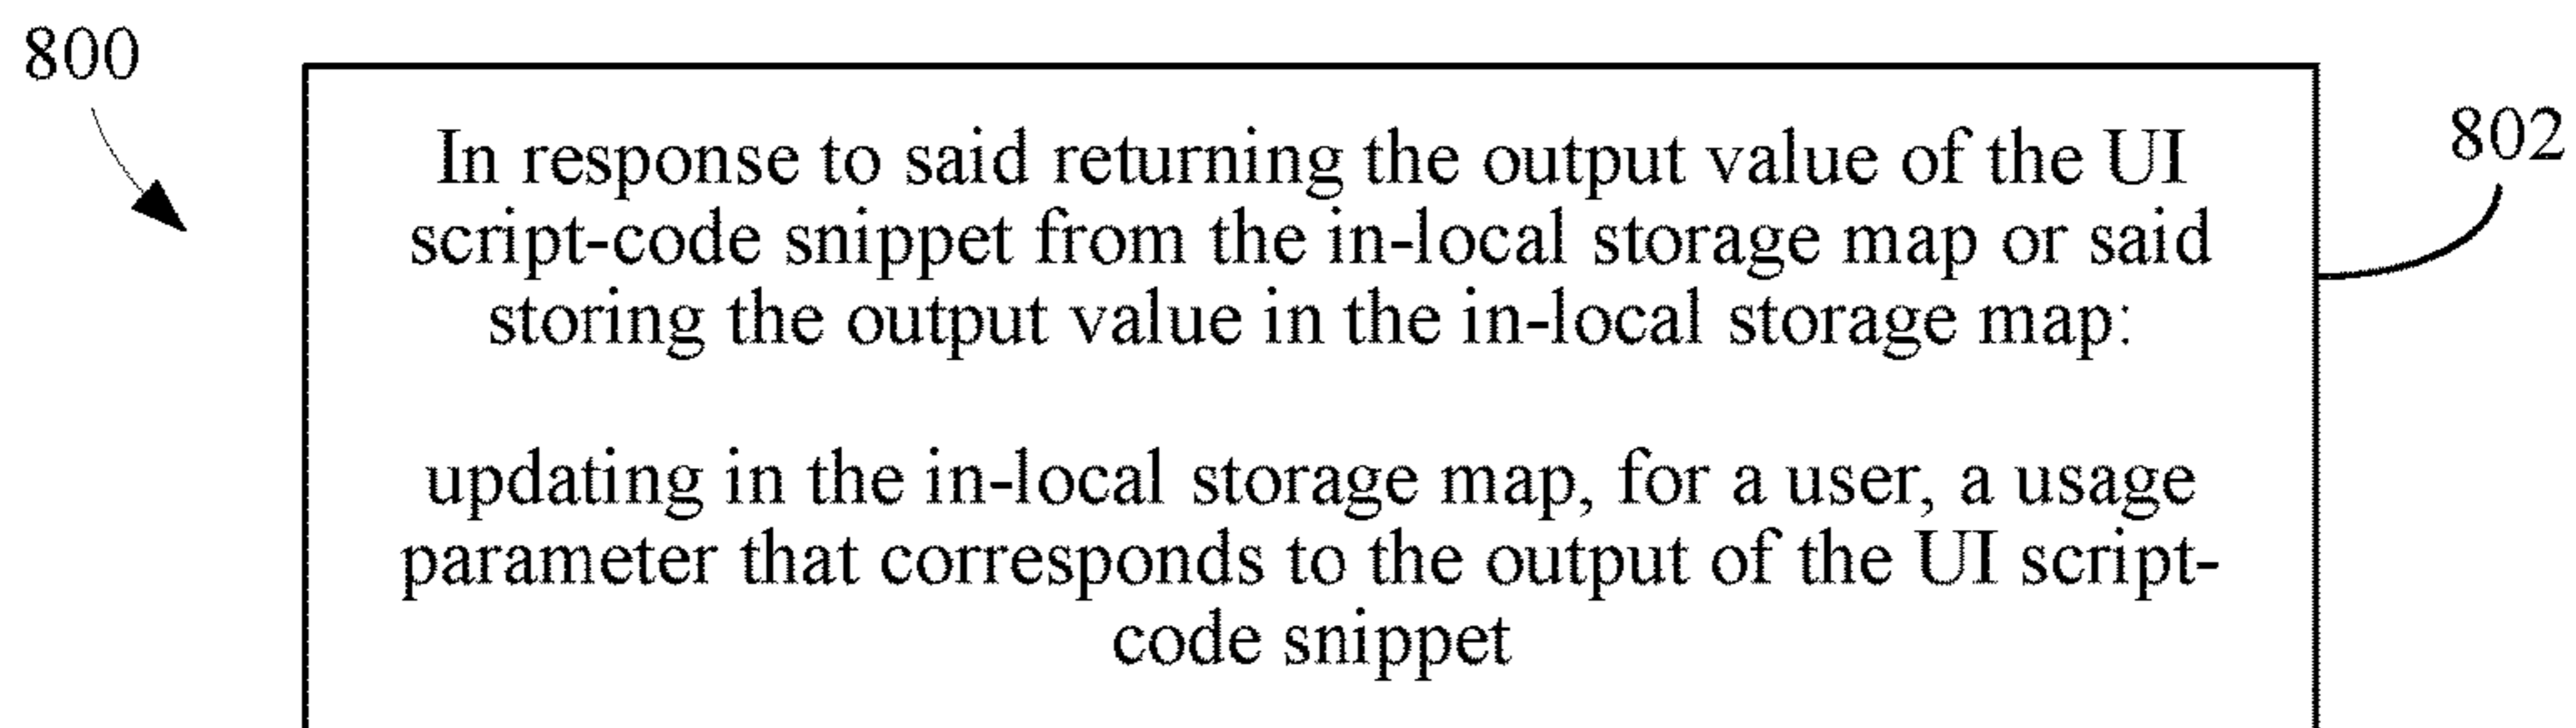 800
802
In response to said returning the output value of the UI
script-code snippet from the in-local storage map or said
storing the output value in the in-local storage map:
updating in the in-local storage map, for a user, a usage
parameter that corresponds to the output of the UI script-
code snippet